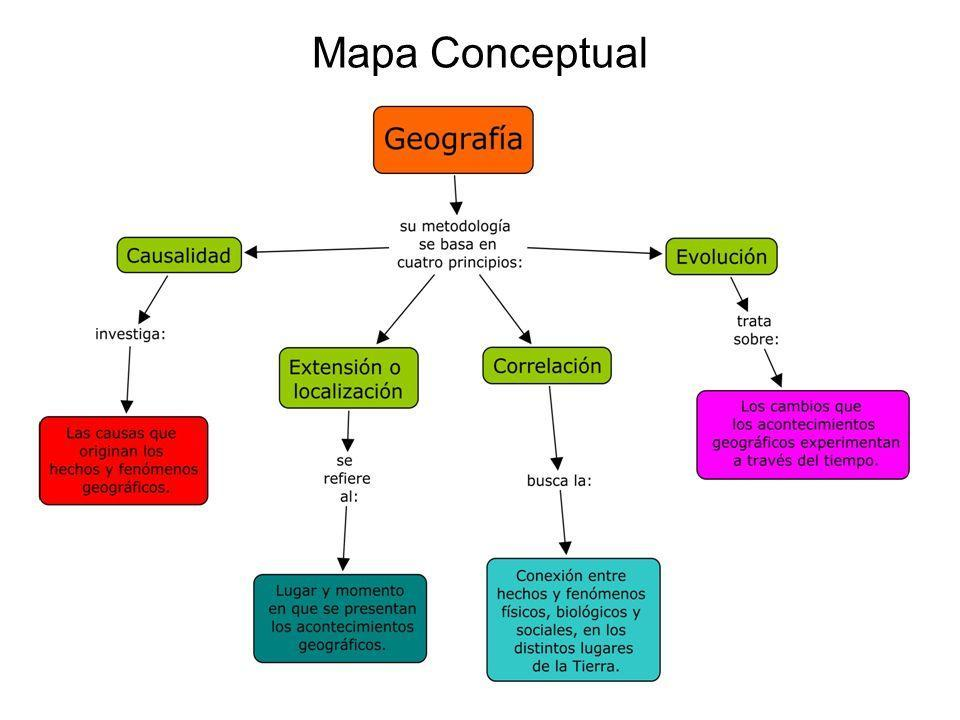 Mapa Conceptual
Geografía
su metodología
se basa en
cuatro principios:
Causalidad
investiga:
Las causas que
originan los
hechos y fenómenos
geográficos.
Extensión o
localización
se
refiere
al:
Lugar y momento
en que se presentan
los acontecimientos
geográficos.
Correlación
busca la:
Conexión entre
hechos y fenómenos
físicos, biológicos y
sociales, en los
distintos lugares
de la Tierra.
Evolución
trata
sobre:
Los cambios que
los acontecimientos
geográficos experimentan
a través del tiempo.